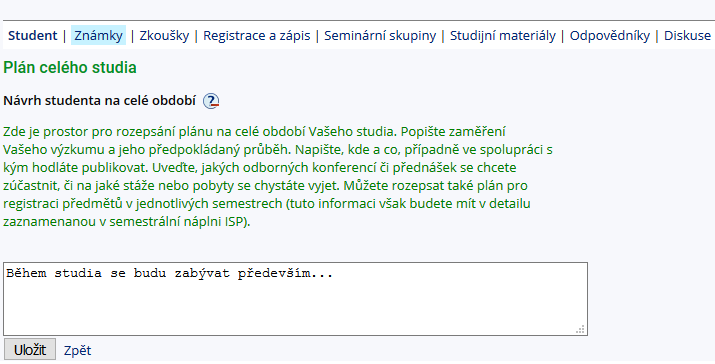 Student | Známky | Zkoušky | Registrace a zápis | Seminární skupiny | Studijní materiály | Odpovědníky | Diskuse
Plán celého studia
Návrh studenta na celé období ?
Zde je prostor pro rozepsání plánu na celé období Vašeho studia. Popište zaměření
Vašeho výzkumu a jeho předpokládaný průběh. Napište, kde a co, případně ve spolupráci s
kým hodláte publikovat. Uveďte, jakých odborných konferencí či přednášek se chcete
zúčastnit, či na jaké stáže nebo pobyty se chystáte vyjet. Můžete rozepsat také plán pro
registraci předmětů v jednotlivých semestrech (tuto informaci však budete mít v detailu
zaznamenanou v semestrální náplni ISP).
Během studia se budu zabývat především...
Uložit Zpět